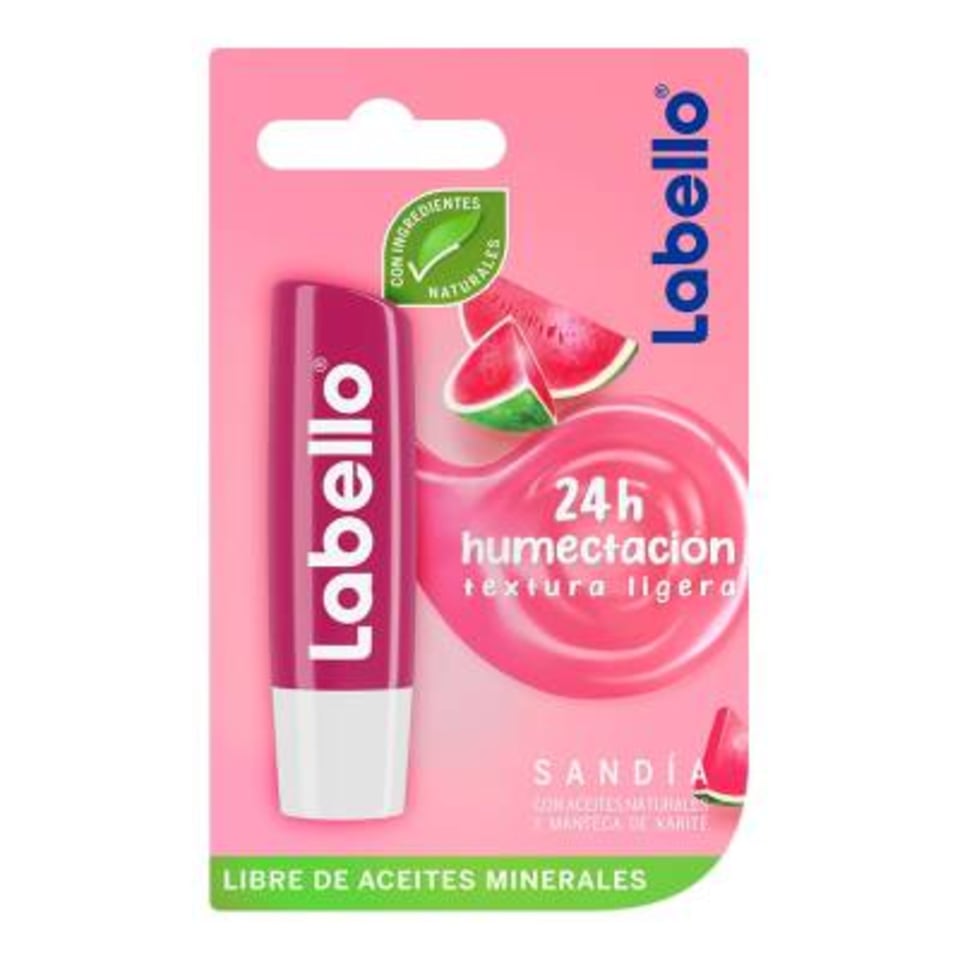 Labello®
CON INGREDIENTES
NATURALES
Labello®
24h
humectación
textura ligera
SANDÍA
CON ACEITES NATURALES
Y MANTECA DE KARITÉ
LIBRE DE ACEITES MINERALES